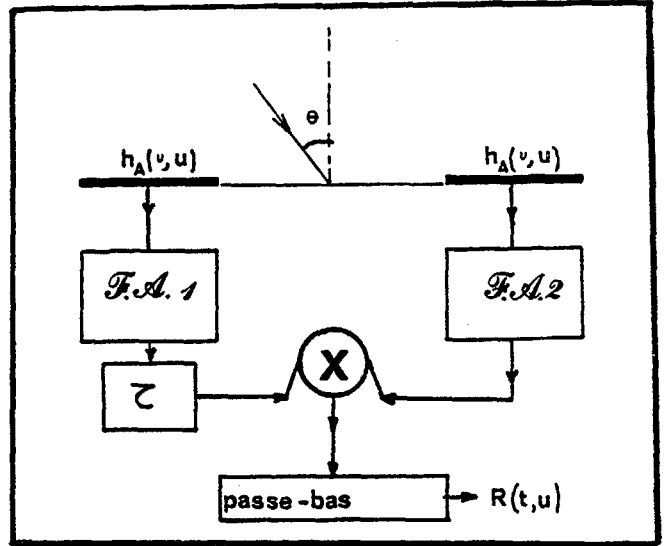 θ
h_A(ν,u) h_A(ν,u)
F.A. 1 F.A. 2
τ X
passe-bas R(t,u)